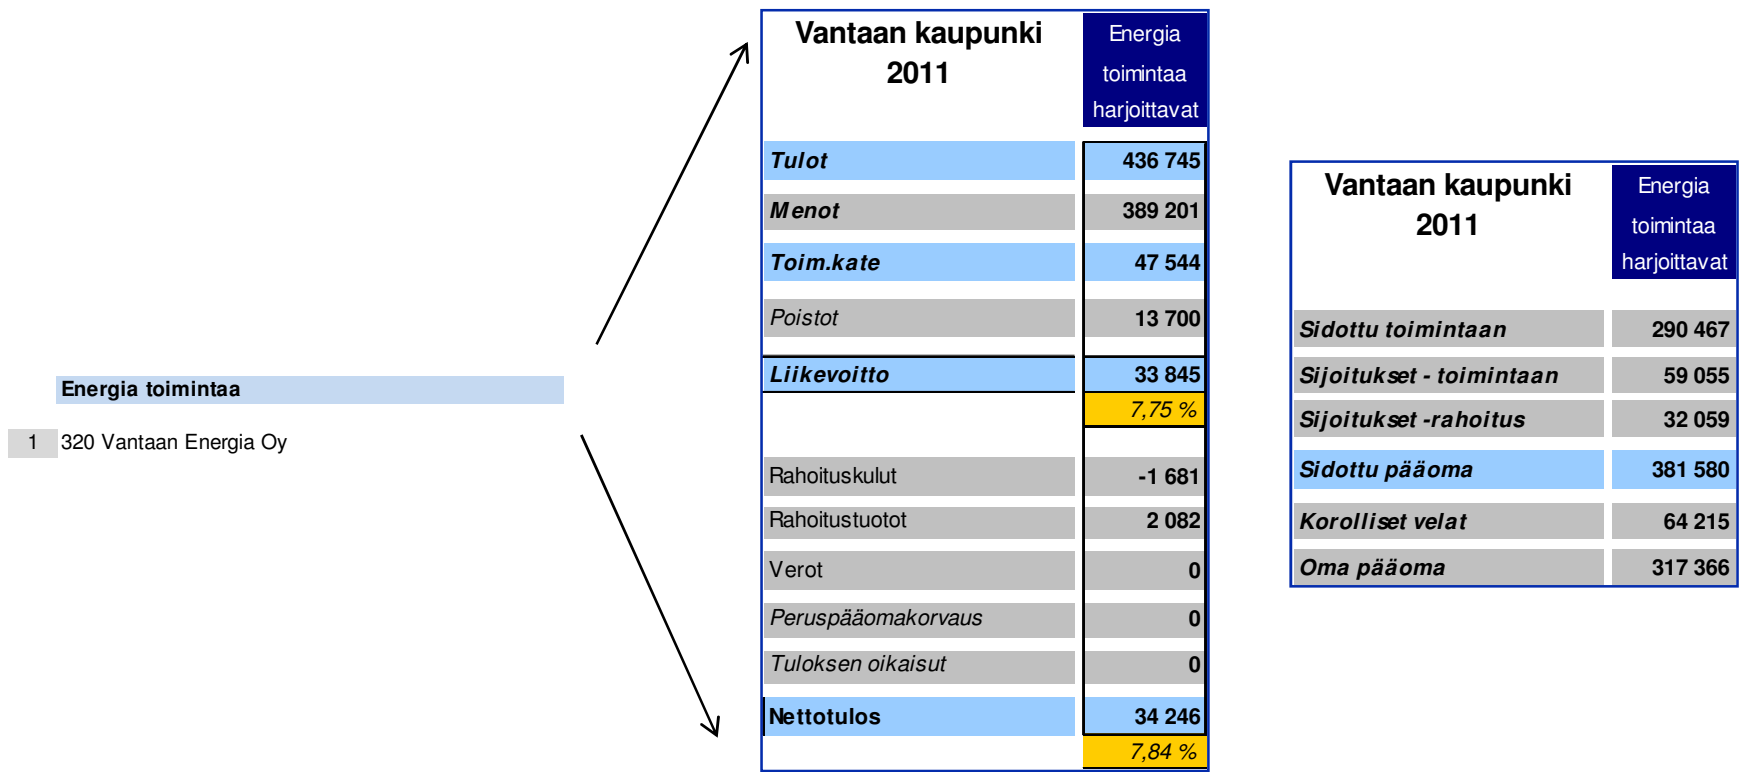 Energia toimintaa
1 320 Vantaan Energia Oy
Vantaan kaupunki
2011
Energia
toimintaa
harjoittavat
Tulot 436 745
Menot 389 201
Toim.kate 47 544
Poistot 13 700
Liikevoitto 33 845
7,75 %
Rahoituskulut -1 681
Rahoitustuotot 2 082
Verot 0
Peruspääomakorvaus 0
Tuloksen oikaisut 0
Nettotulos 34 246
7,84 %
Vantaan kaupunki
2011
Energia
toimintaa
harjoittavat
Sidottu toimintaan 290 467
Sijoitukset - toimintaan 59 055
Sijoitukset -rahoitus 32 059
Sidottu pääoma 381 580
Korolliset velat 64 215
Oma pääoma 317 366